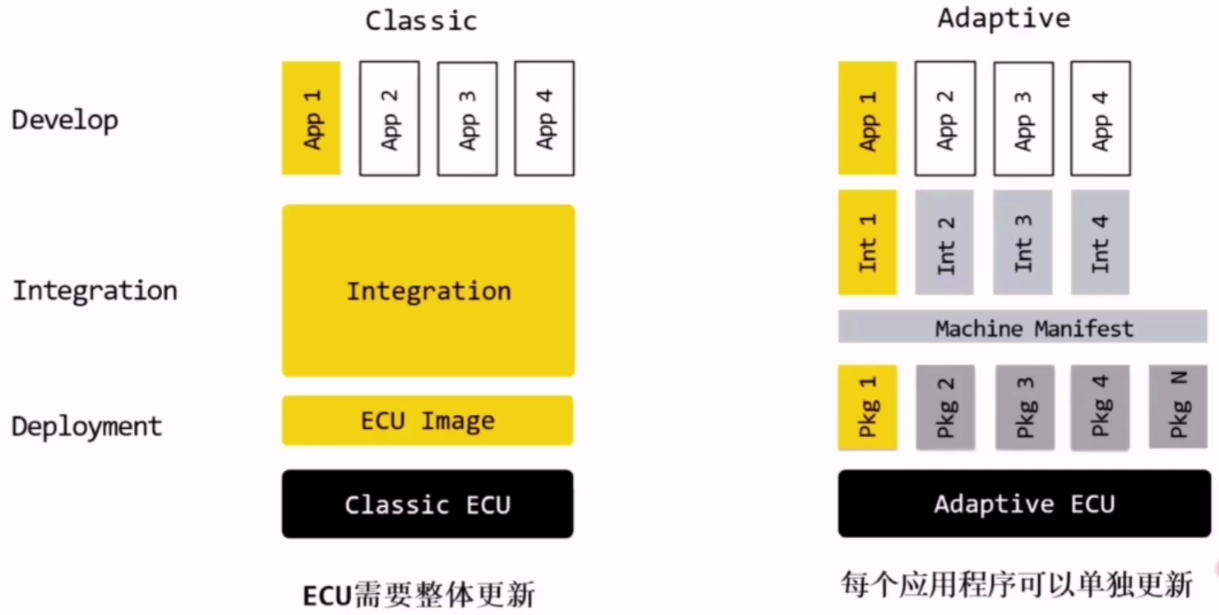 Classic
Adaptive
Develop
App 1
App 2
App 3
App 4
App 1
App 2
App 3
App 4
Integration
Integration
Int 1
Int 2
Int 3
Int 4
Machine Manifest
Deployment
ECU Image
Pkg 1
Pkg 2
Pkg 3
Pkg 4
Pkg N
Classic ECU
Adaptive ECU
ECU需要整体更新
每个应用程序可以单独更新